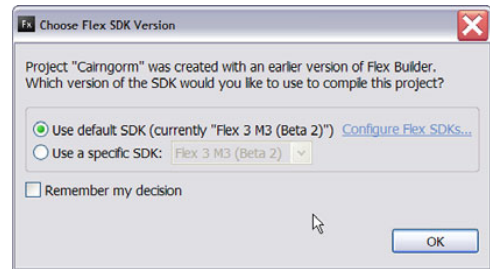 Fx Choose Flex SDK Version
Project "Cairngorm" was created with an earlier version of Flex Builder.
Which version of the SDK would you like to use to compile this project?
Use default SDK (currently "Flex 3 M3 (Beta 2)") Configure Flex SDKs...
Use a specific SDK: Flex 3 M3 (Beta 2)
Remember my decision
OK